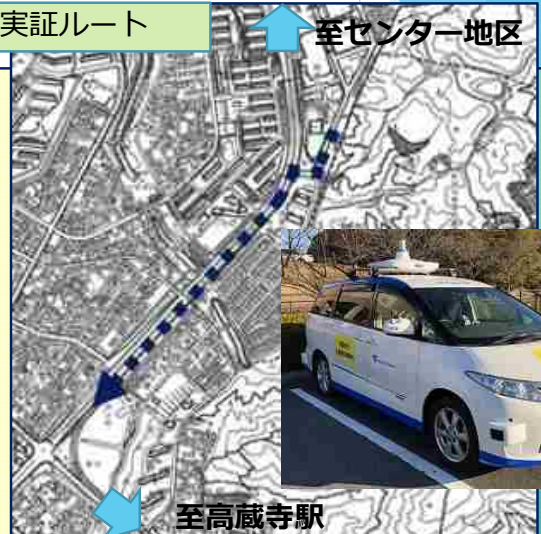 実証ルート
至センター地区
至高蔵寺駅